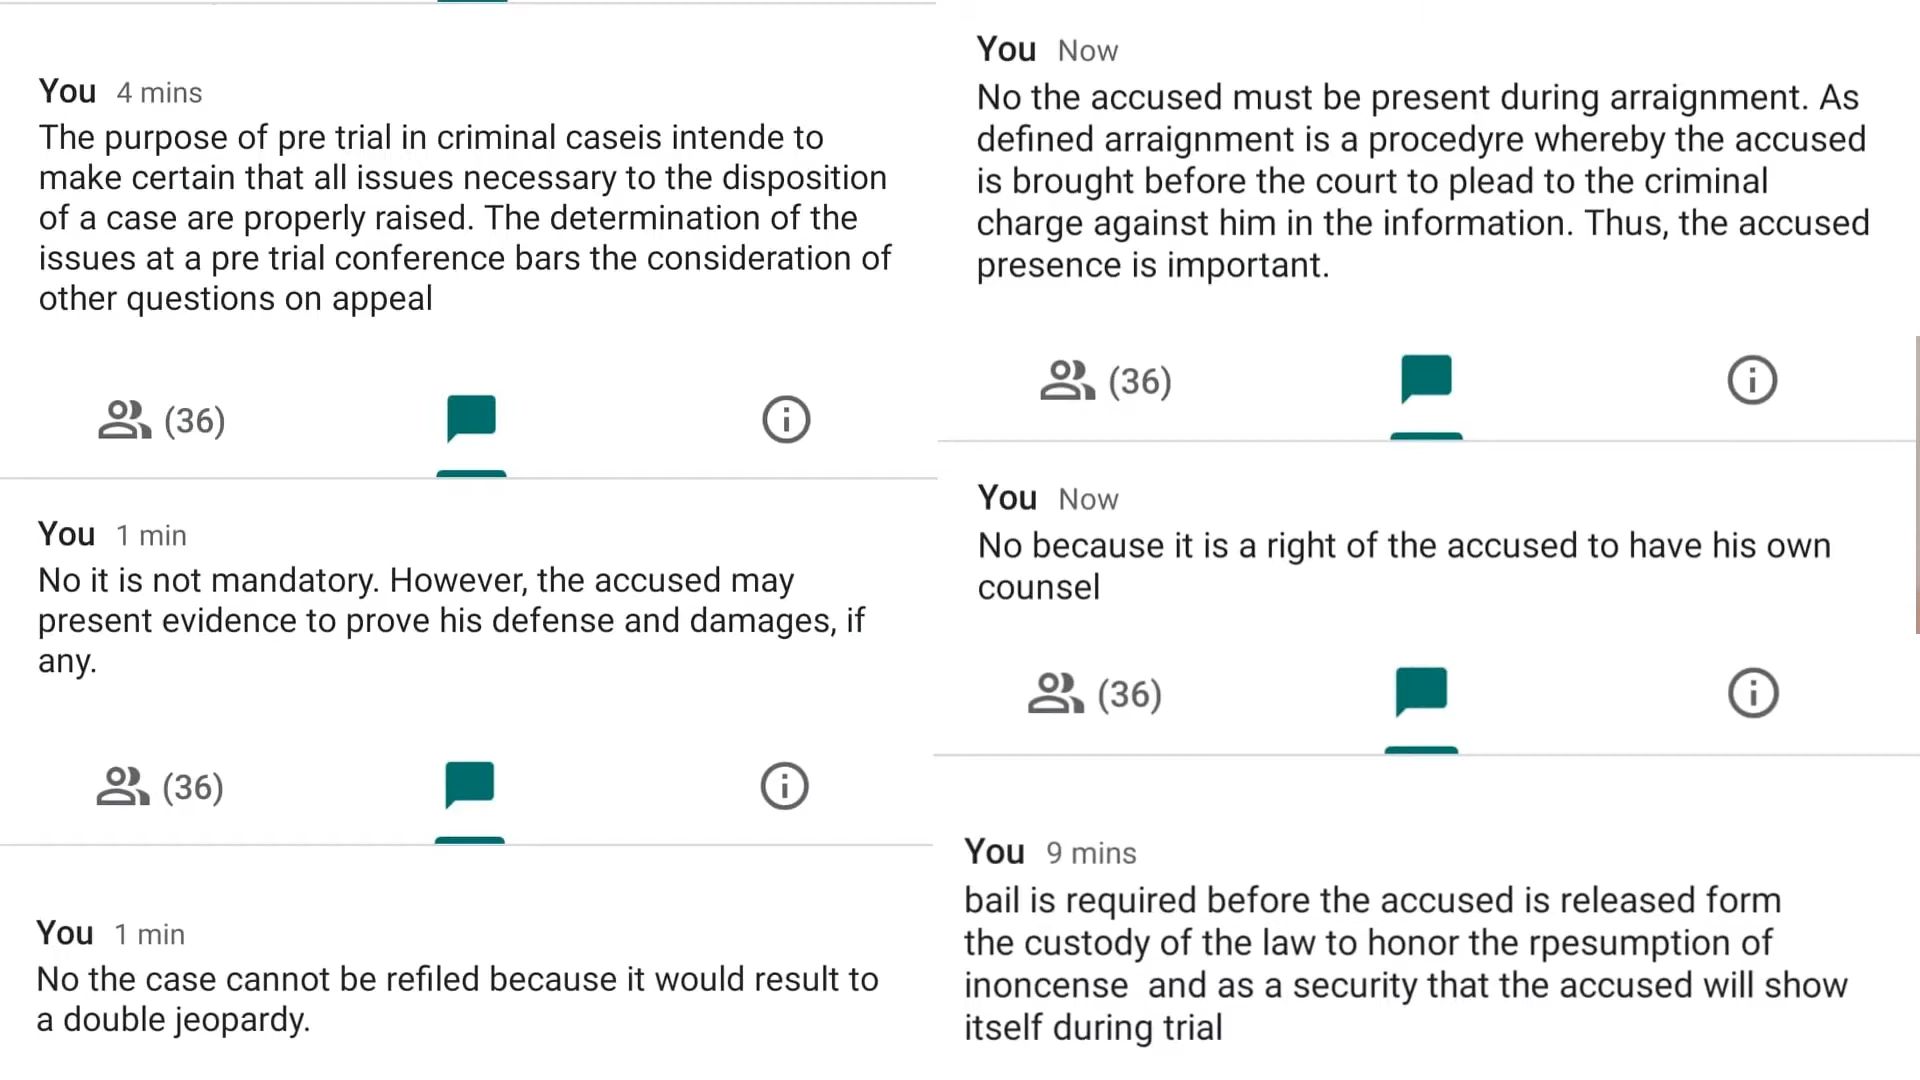 You 4 mins
The purpose of pre trial in criminal caseis intende to
make certain that all issues necessary to the disposition
of a case are properly raised. The determination of the
issues at a pre trial conference bars the consideration of
other questions on appeal
(36)
You 1 min
No it is not mandatory. However, the accused may
present evidence to prove his defense and damages, if
any.
(36)
You 1 min
No the case cannot be refiled because it would result to
a double jeopardy.
You Now
No the accused must be present during arraignment. As
defined arraignment is a procedyre whereby the accused
is brought before the court to plead to the criminal
charge against him in the information. Thus, the accused
presence is important.
(36)
You Now
No because it is a right of the accused to have his own
counsel
(36)
You 9 mins
bail is required before the accused is released form
the custody of the law to honor the rpesumption of
inoncense and as a security that the accused will show
itself during trial